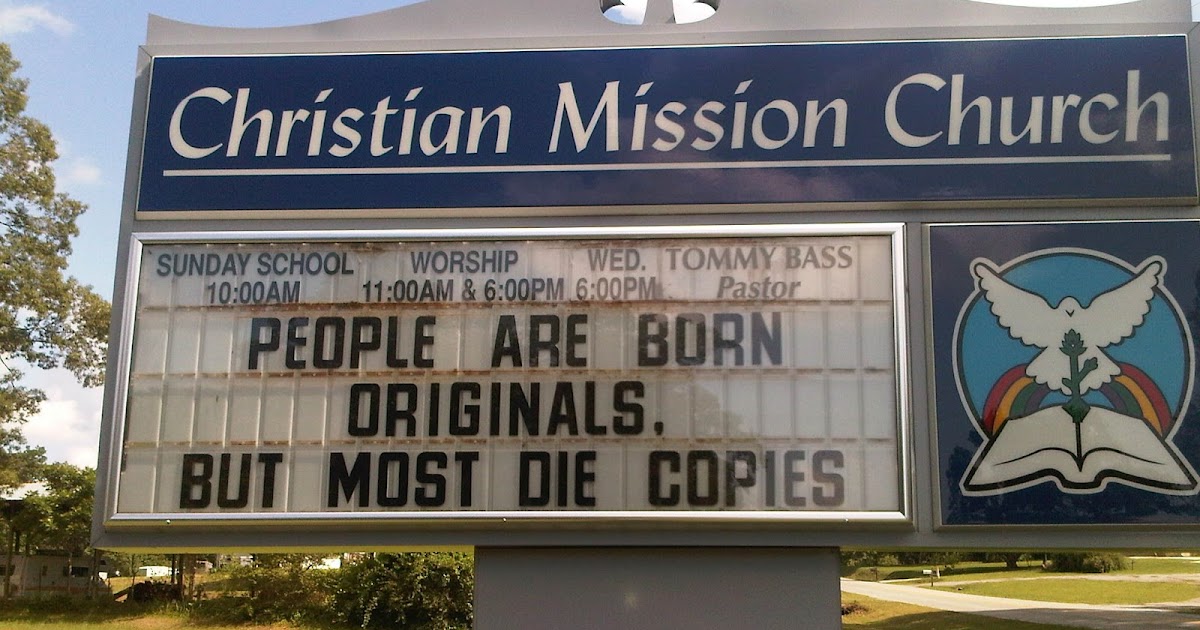 Christian Mission Church
SUNDAY SCHOOL WORSHIP WED. TOMMY BASS
10:00AM 11:00AM & 6:00PM 6:00PM Pastor
PEOPLE ARE BORN
ORIGINALS,
BUT MOST DIE COPIES